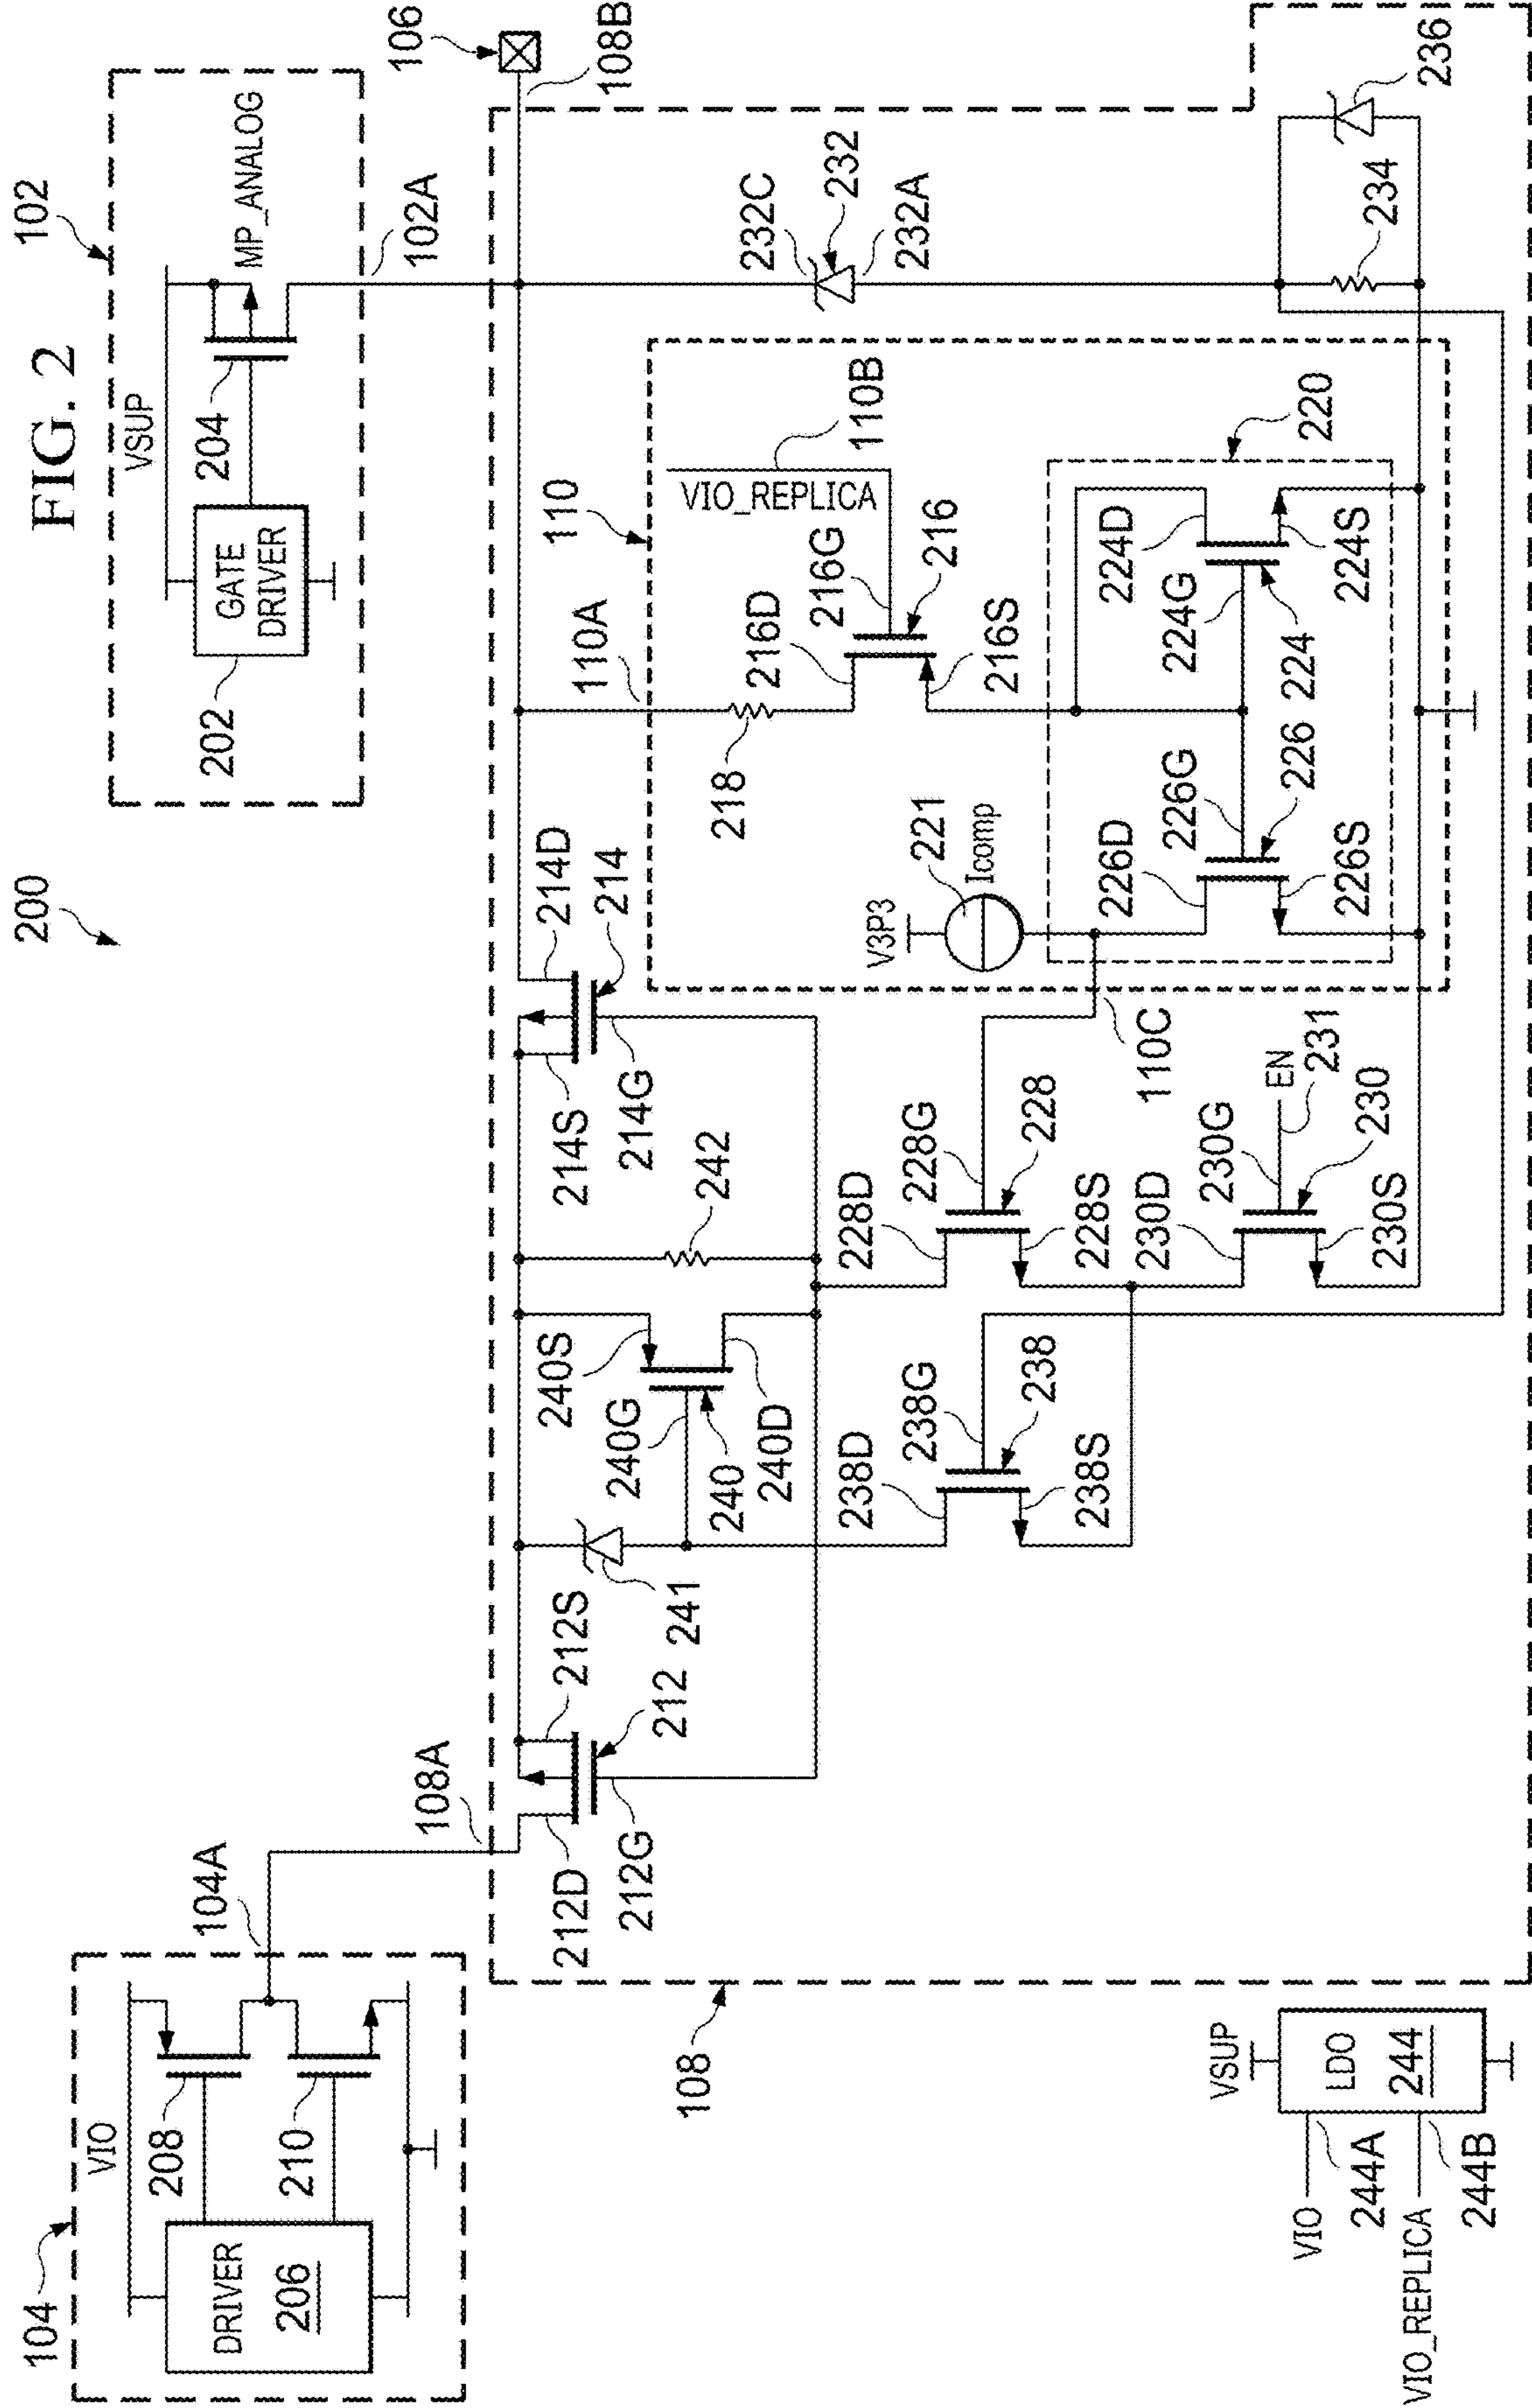 FIG. 2
200
102
VSUP
MP_ANALOG
204
GATE
DRIVER
202
102A
106
108B
104
VIO
DRIVER
206
208
210
104A
108A
108
212D
212G
212S
212
241
240S
240G
240
240D
242
214S
214G
214D
214
110A
110
218
216D
216G
216
216S
VIO_REPLICA
110B
232C
232
232A
V3P3
221
Icomp
226D
226G
226
226S
224D
224G
224
224S
220
110C
228D
228G
228
228S
230D
230G
EN
231
230
230S
238D
238G
238
238S
234
236
VSUP
LDO
244
VIO
244A
VIO_REPLICA
244B